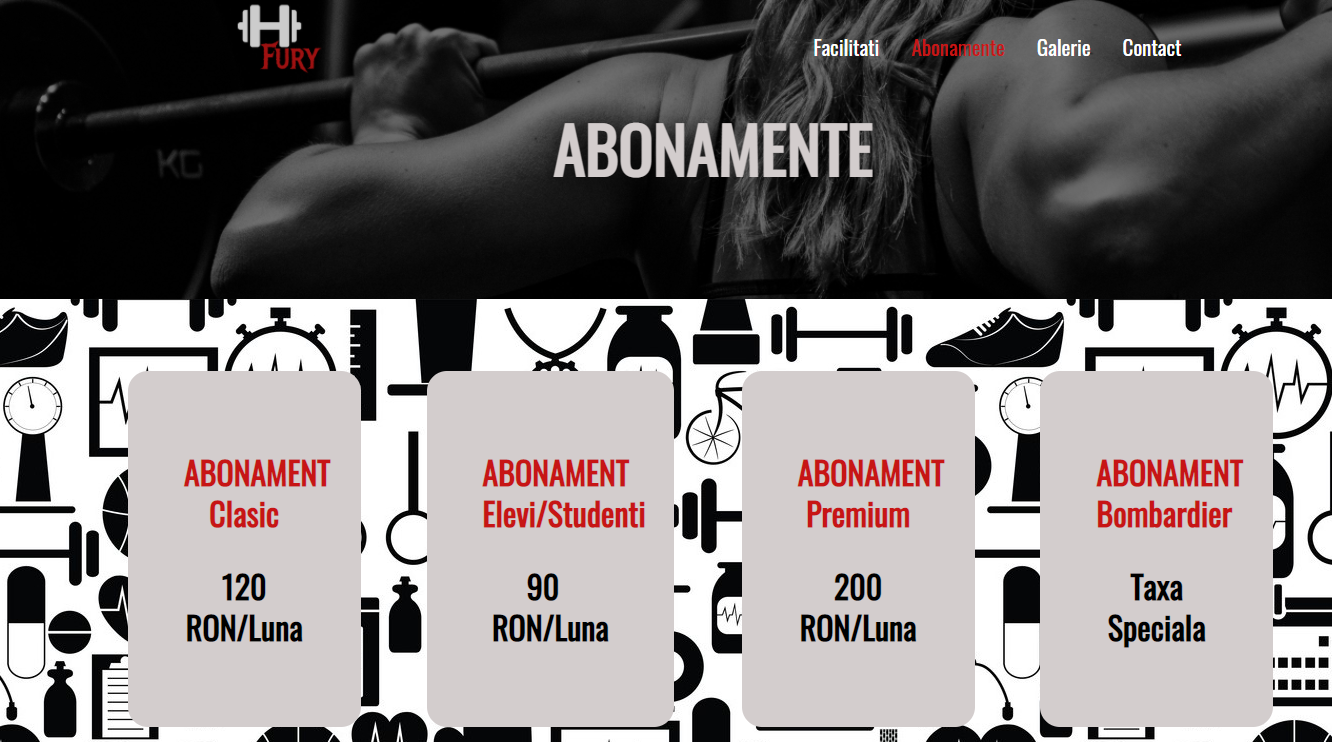 H
FURY
Facilitati Abonamente Galerie Contact
KG
ABONAMENTE
ABONAMENT
Clasic
120
RON/Luna
ABONAMENT
Elevi/Studenti
90
RON/Luna
ABONAMENT
Premium
200
RON/Luna
ABONAMENT
Bombardier
Taxa
Speciala